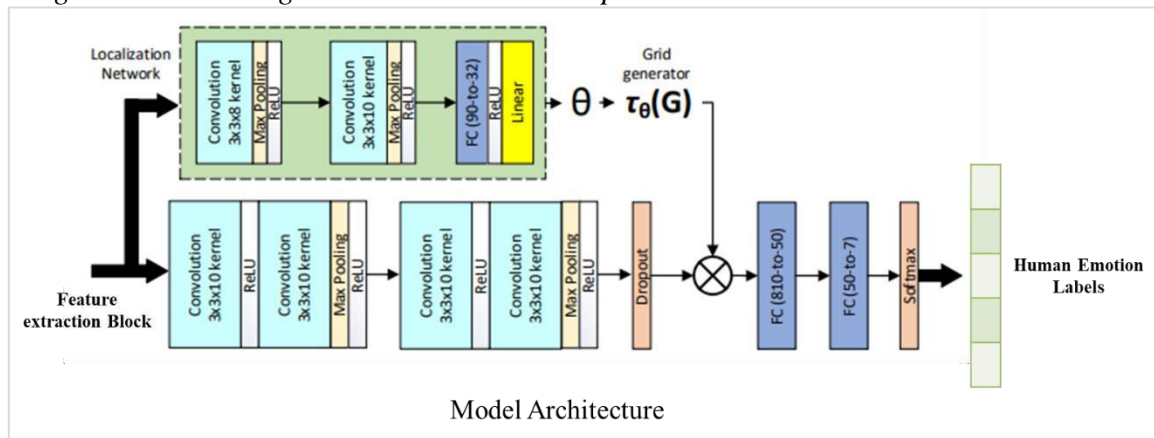 Localization
Network
Convolution
3x3x8 kernel
Max Pooling
ReLU
Convolution
3x3x10 kernel
Max Pooling
ReLU
FC (90-to-32)
ReLU
Linear
θ
Grid
generator
τθ(G)
Feature
extraction Block
Convolution
3x3x10 kernel
ReLU
Convolution
3x3x10 kernel
Max Pooling
ReLU
Convolution
3x3x10 kernel
ReLU
Convolution
3x3x10 kernel
Max Pooling
ReLU
Dropout
FC (810-to-50)
FC (50-to-7)
Softmax
Human Emotion
Labels
Model Architecture